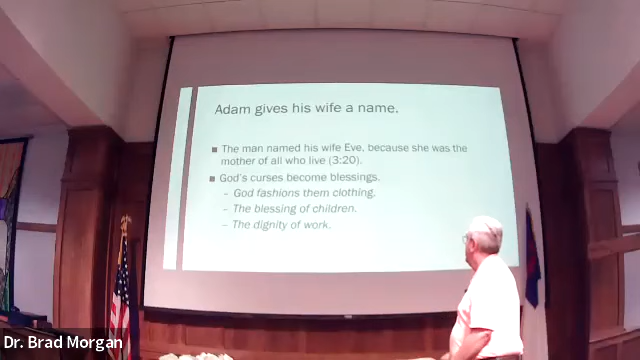 Adam gives his wife a name.
■ The man named his wife Eve, because she was the
mother of all who live (3:20).
■ God's curses become blessings.
– God fashions them clothing.
– The blessing of children.
– The dignity of work.
Dr. Brad Morgan